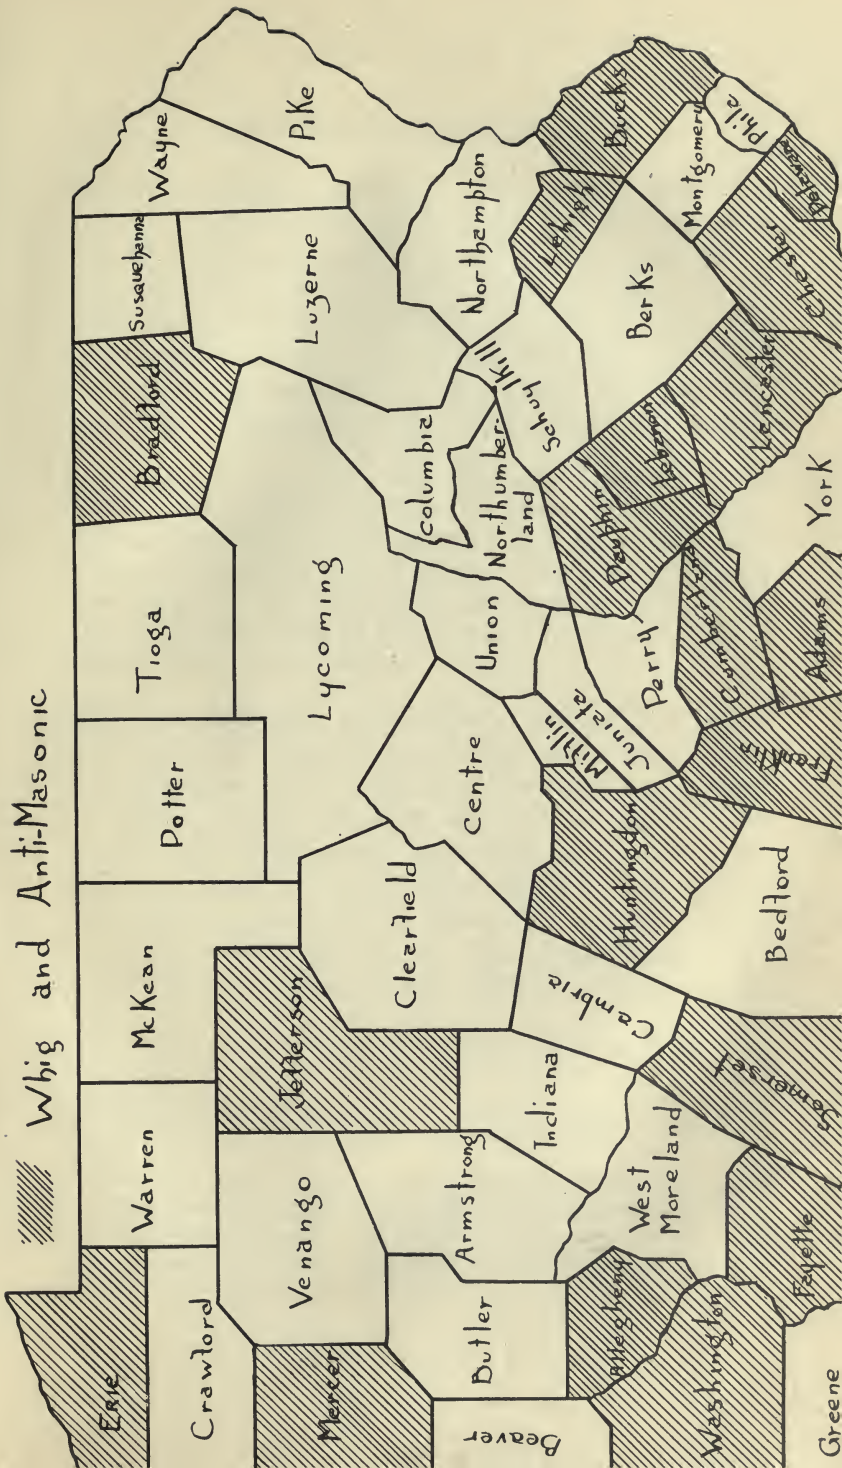 Whig and Anti-Masonic
Erie
Crawford
Mercer
Beaver
Butler
Venango
Warren
McKean
Potter
Tioga
Bradford
Susquehanna
Wayne
Pike
Luzerne
Lycoming
Jefferson
Clearfield
Centre
Armstrong
Indiana
Cambria
Allegheny
Washington
Greene
Fayette
West
Moreland
Somerset
Bedford
Huntingdon
Mifflin
Juniata
Union
Perry
Columbia
Northumber-
land
Northampton
Schuylkill
Dauphin
Lebanon
Cumberland
Franklin
Adams
York
Lancaster
Berks
Lehigh
Bucks
Montgomery
Phila
Delaware
Chester